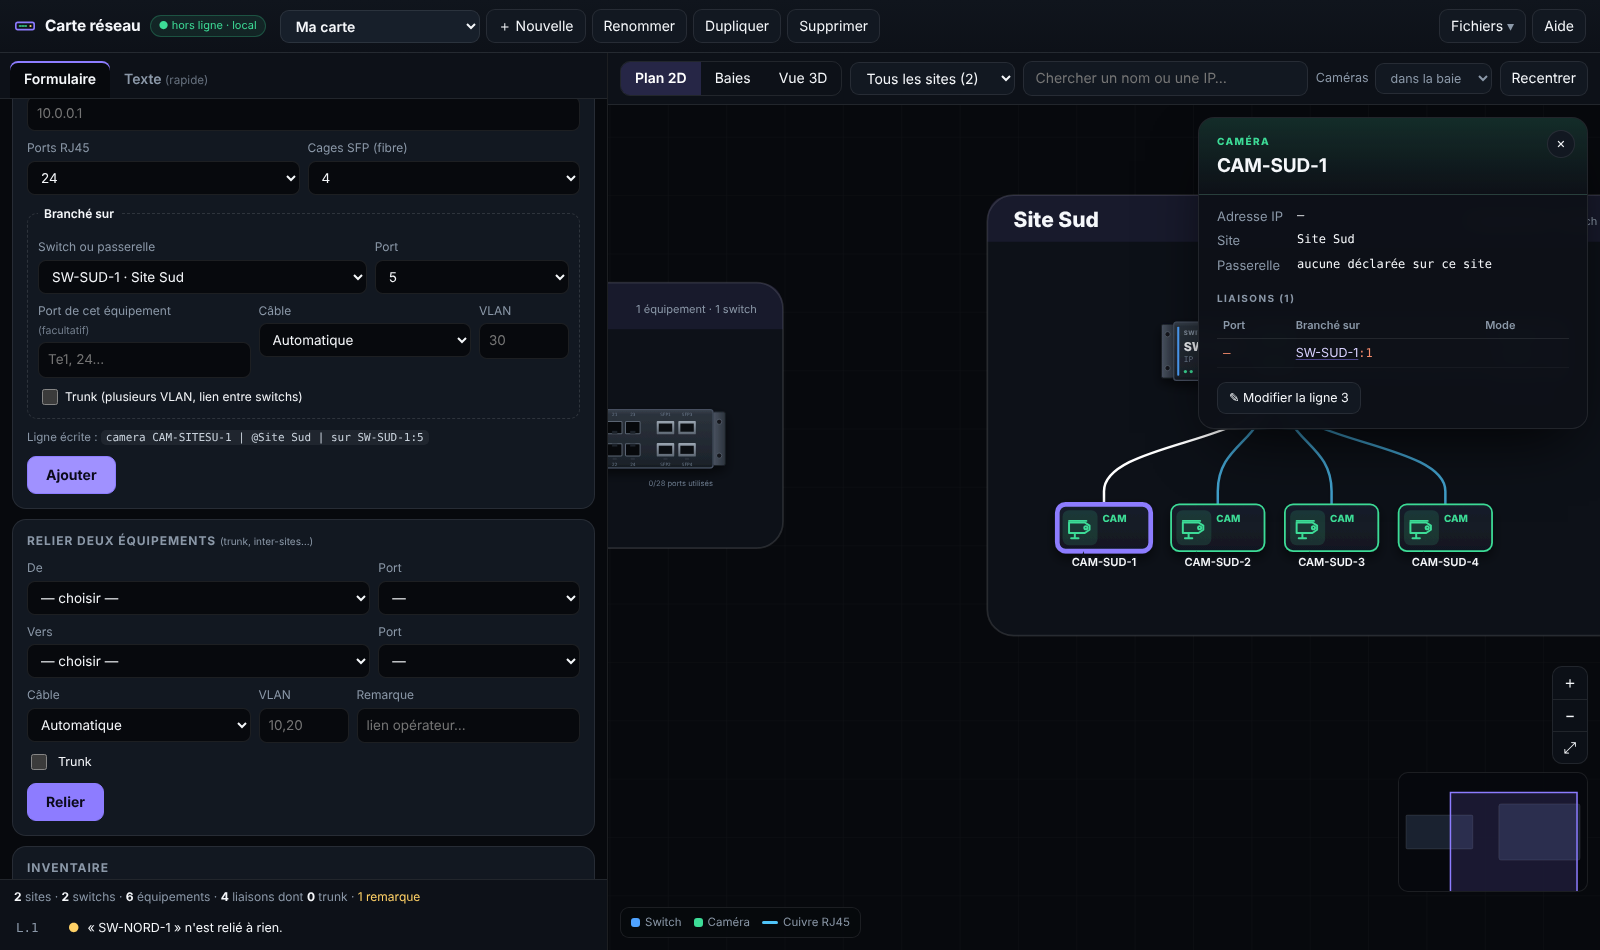 Carte réseau
hors ligne · local
Ma carte
+ Nouvelle
Renommer
Dupliquer
Supprimer
Fichiers ▾
Aide
Formulaire
Texte (rapide)
Plan 2D
Baies
Vue 3D
Tous les sites (2)
Chercher un nom ou une IP...
Caméras
dans la baie
Recentrer
10.0.0.1
Ports RJ45
Cages SFP (fibre)
24
4
Branché sur
Switch ou passerelle
Port
SW-SUD-1 · Site Sud
5
Port de cet équipement
(facultatif)
Câble
VLAN
Te1, 24...
Automatique
30
Trunk (plusieurs VLAN, lien entre switchs)
Ligne écrite : camera CAM-SITESU-1 | @Site Sud | sur SW-SUD-1:5
Ajouter
RELIER DEUX ÉQUIPEMENTS (trunk, inter-sites...)
De
Port
— choisir —
—
Vers
Port
— choisir —
—
Câble
VLAN
Remarque
Automatique
10,20
lien opérateur...
Trunk
Relier
INVENTAIRE
2 sites · 2 switchs · 6 équipements · 4 liaisons dont 0 trunk · 1 remarque
L.1
« SW-NORD-1 » n'est relié à rien.
1 équipement · 1 switch
0/28 ports utilisés
Site Sud
SW
IP
CAMÉRA
CAM-SUD-1
×
Adresse IP
—
Site
Site Sud
Passerelle
aucune déclarée sur ce site
LIAISONS (1)
Port
Branché sur
Mode
—
SW-SUD-1:1
✎ Modifier la ligne 3
CAM
CAM
CAM
CAM
CAM-SUD-1
CAM-SUD-2
CAM-SUD-3
CAM-SUD-4
+
−
Switch
Caméra
Cuivre RJ45